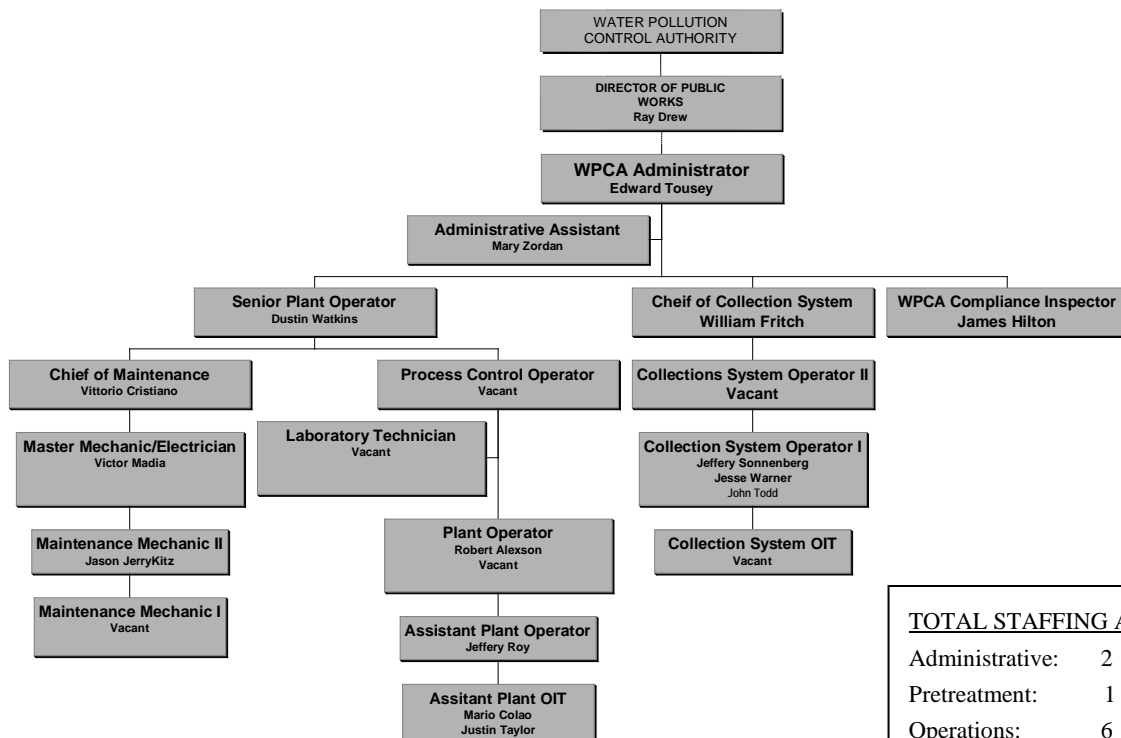 WATER POLLUTION
CONTROL AUTHORITY
DIRECTOR OF PUBLIC
WORKS
Ray Drew
WPCA Administrator
Edward Tousey
Administrative Assistant
Mary Zordan
Senior Plant Operator
Dustin Watkins
Cheif of Collection System
William Fritch
WPCA Compliance Inspector
James Hilton
Chief of Maintenance
Vittorio Cristiano
Process Control Operator
Vacant
Collections System Operator II
Vacant
Master Mechanic/Electrician
Victor Madia
Laboratory Technician
Vacant
Collection System Operator I
Jeffery Sonnenberg
Jesse Warner
John Todd
Maintenance Mechanic II
Jason JerryKitz
Plant Operator
Robert Alexson
Vacant
Collection System OIT
Vacant
Maintenance Mechanic I
Vacant
Assistant Plant Operator
Jeffery Roy
Assitant Plant OIT
Mario Colao
Justin Taylor
TOTAL STAFFING A
Administrative: 2
Pretreatment: 1
Operations: 6